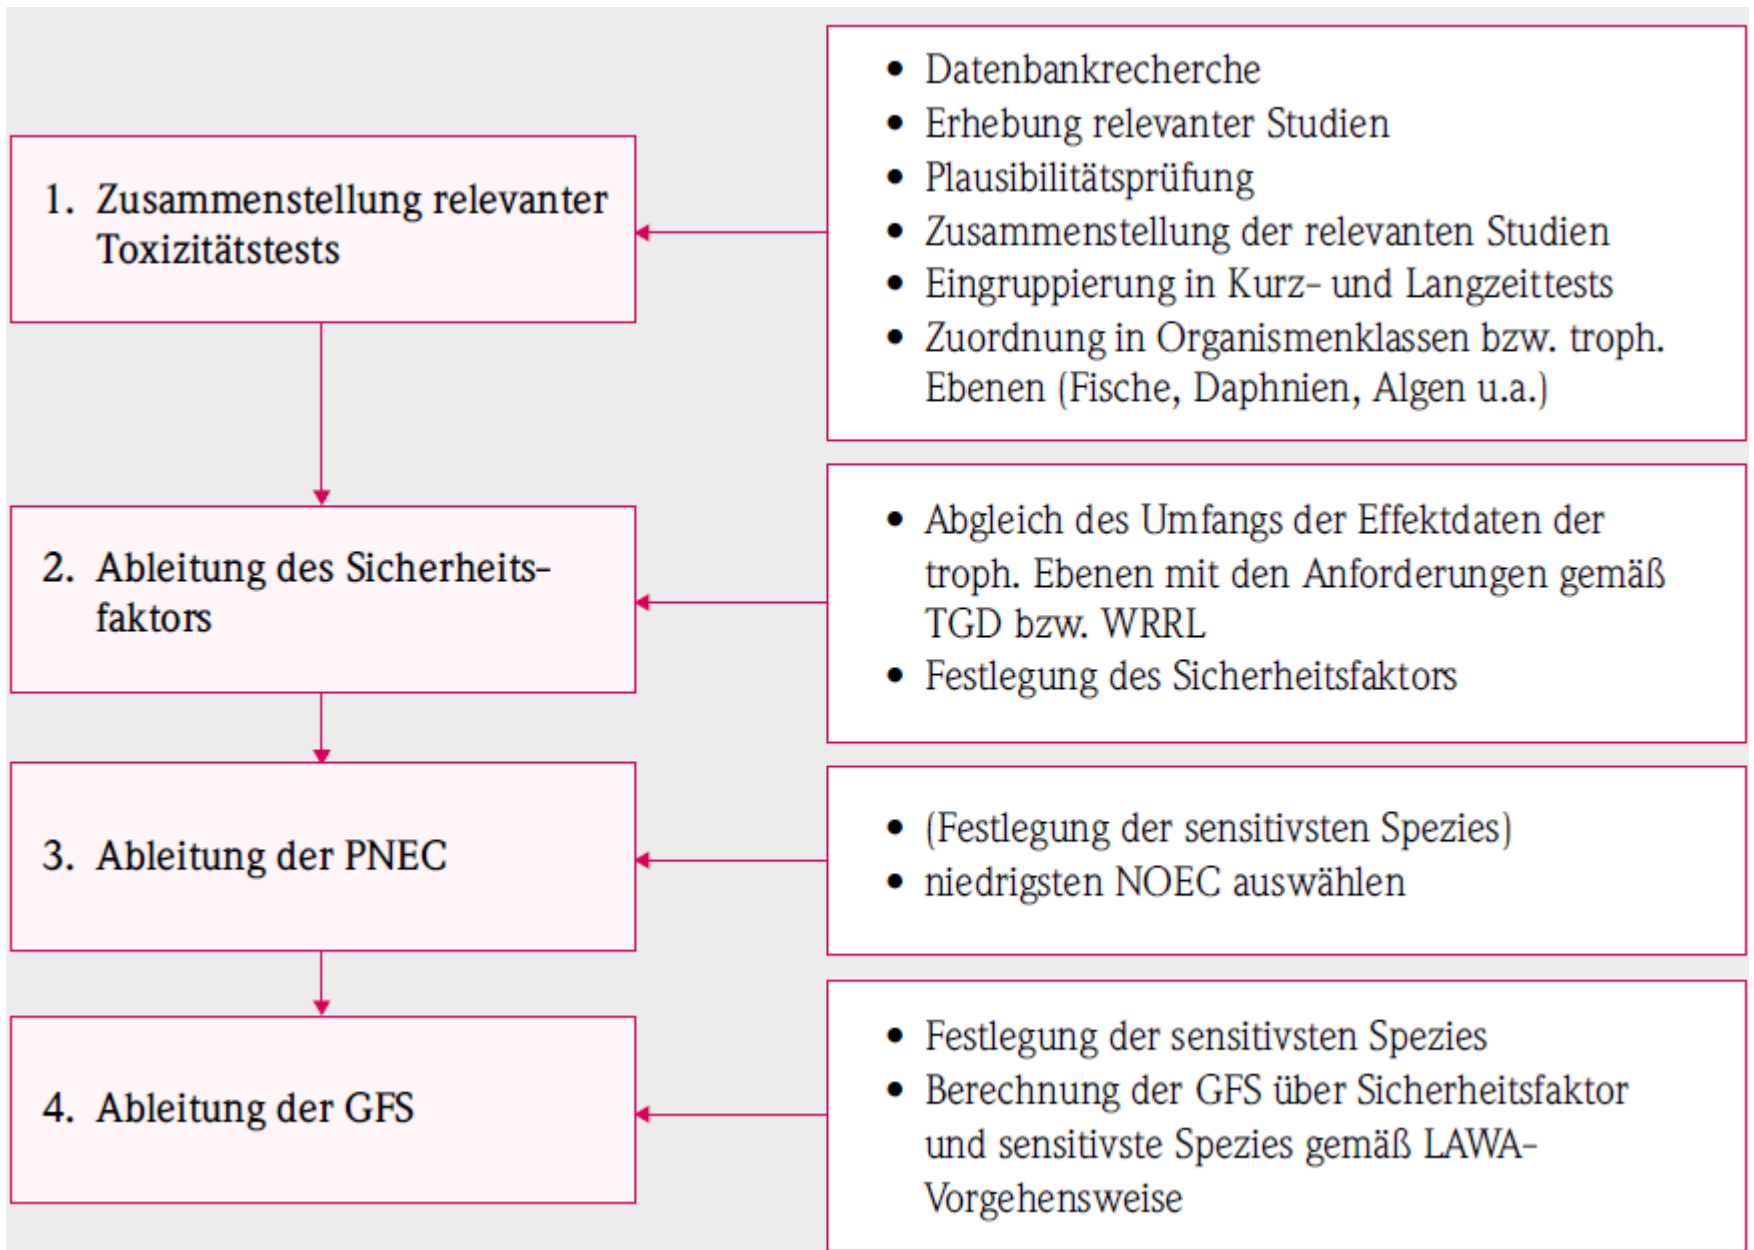 1. Zusammenstellung relevanter
Toxizitätstests
• Datenbankrecherche
• Erhebung relevanter Studien
• Plausibilitätsprüfung
• Zusammenstellung der relevanten Studien
• Eingruppierung in Kurz- und Langzeittests
• Zuordnung in Organismenklassen bzw. troph.
Ebenen (Fische, Daphnien, Algen u.a.)
2. Ableitung des Sicherheits-
faktors
• Abgleich des Umfangs der Effektdaten der
troph. Ebenen mit den Anforderungen gemäß
TGD bzw. WRRL
• Festlegung des Sicherheitsfaktors
3. Ableitung der PNEC
• (Festlegung der sensitivsten Spezies)
• niedrigsten NOEC auswählen
4. Ableitung der GFS
• Festlegung der sensitivsten Spezies
• Berechnung der GFS über Sicherheitsfaktor
und sensitivste Spezies gemäß LAWA-
Vorgehensweise